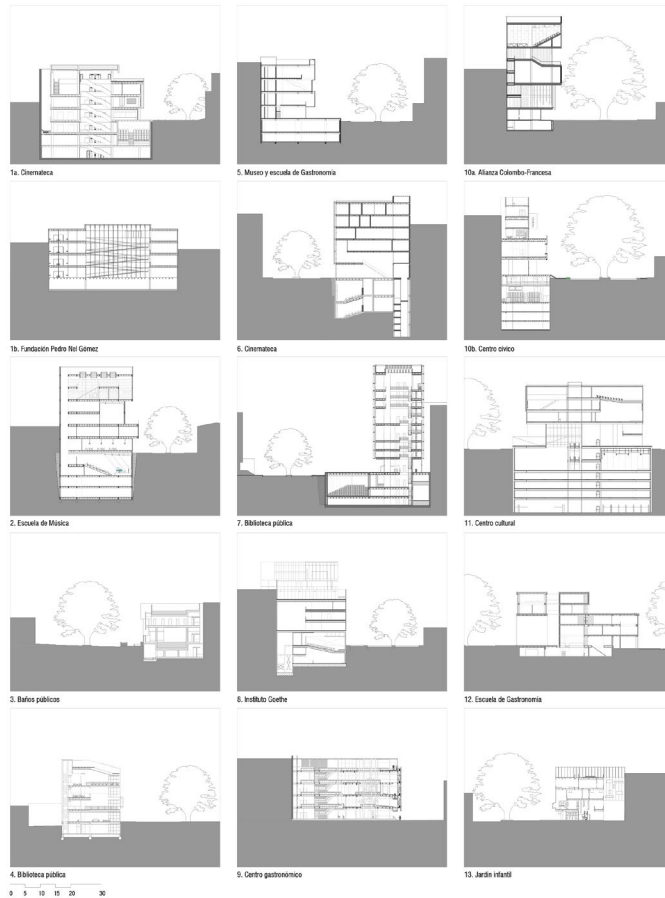 1a. Cinemateca
5. Museo y escuela de Gastronomía
10a. Alianza Colombo-Francesa
1b. Fundación Pedro Nel Gómez
6. Cinemateca
10b. Centro cívico
2. Escuela de Música
7. Biblioteca pública
11. Centro cultural
3. Baños públicos
8. Instituto Goethe
12. Escuela de Gastronomía
4. Biblioteca pública
9. Centro gastronómico
13. Jardín infantil
0 5 10 15 20 30